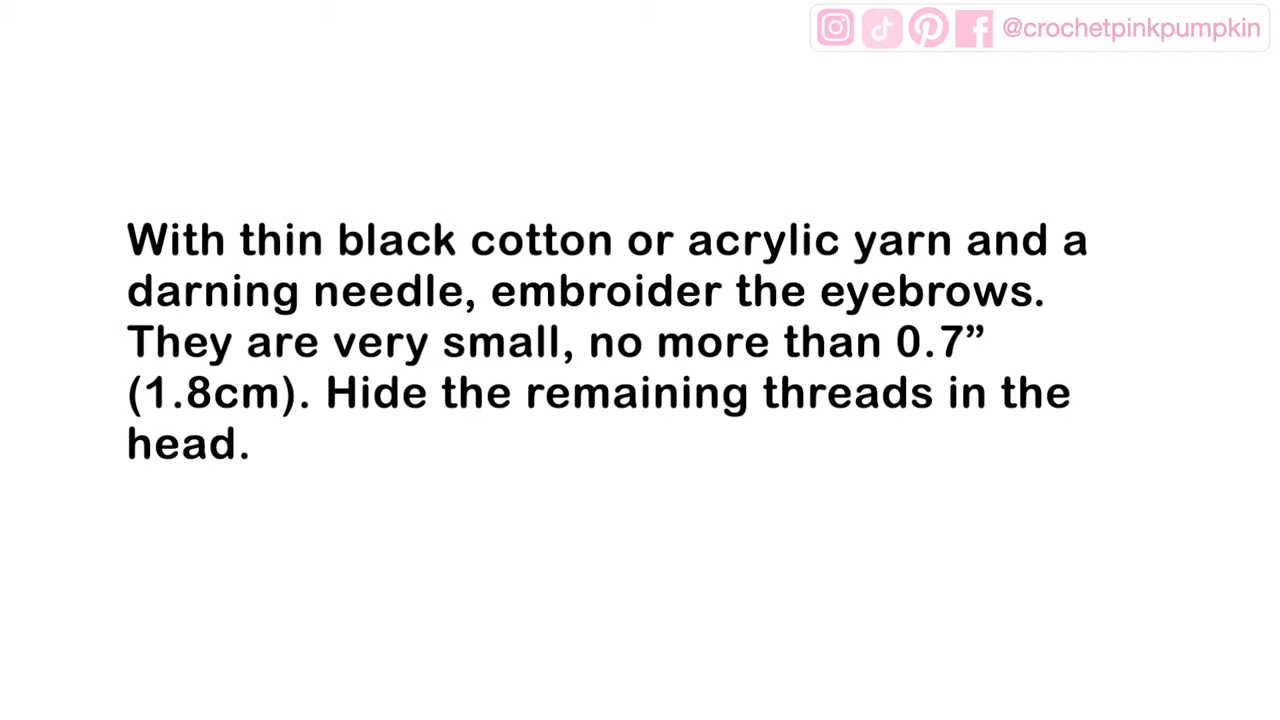 @crochetpinkpumpkin
With thin black cotton or acrylic yarn and a
darning needle, embroider the eyebrows.
They are very small, no more than 0.7”
(1.8cm). Hide the remaining threads in the
head.